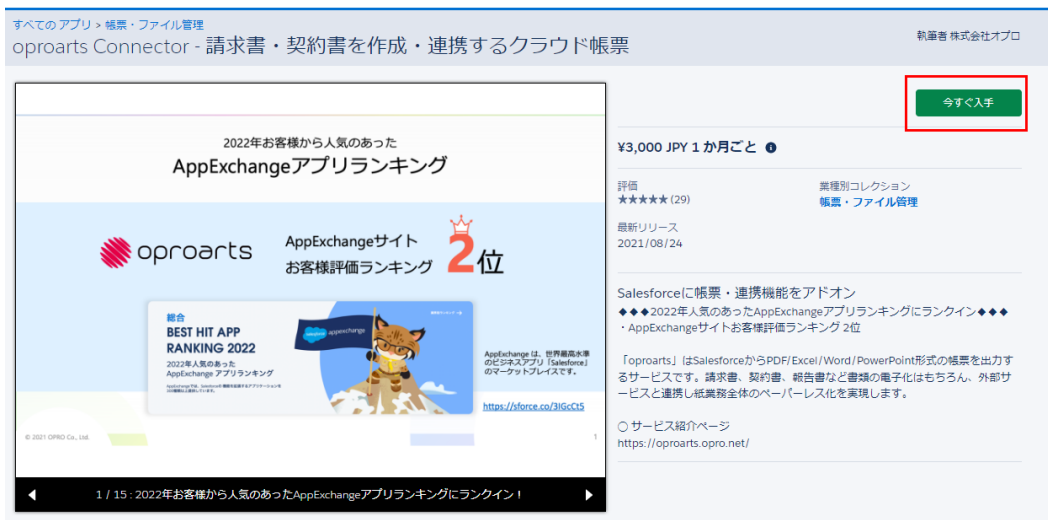 すべてのアプリ > 帳票・ファイル管理
oproarts Connector - 請求書・契約書を作成・連携するクラウド帳票
執筆者 株式会社オプロ
今すぐ入手
2022年お客様から人気のあった
AppExchangeアプリランキング
oproarts
AppExchangeサイト
お客様評価ランキング
2位
総合
BEST HIT APP
RANKING 2022
2022年人気のあった
AppExchange アプリランキング
salesforce appexchange
AppExchange は、世界最高水準
のビジネスアプリ「Salesforce」
のマーケットプレイスです。
https://sforce.co/3IGcCt5
© 2021 OPRO Co., Ltd.
1
1 / 15 : 2022年お客様から人気のあったAppExchangeアプリランキングにランクイン！
¥3,000 JPY 1 か月ごと
評価
★★★★★ (29)
業種別コレクション
帳票・ファイル管理
最新リリース
2021/08/24
Salesforceに帳票・連携機能をアドオン
◆◆◆2022年人気のあったAppExchangeアプリランキングにランクイン◆◆◆
・AppExchangeサイトお客様評価ランキング 2位
「oproarts」はSalesforceからPDF/Excel/Word/PowerPoint形式の帳票を出力す
るサービスです。請求書、契約書、報告書など書類の電子化はもちろん、外部サ
ービスと連携し紙業務全体のペーパーレス化を実現します。
○ サービス紹介ページ
https://oproarts.opro.net/